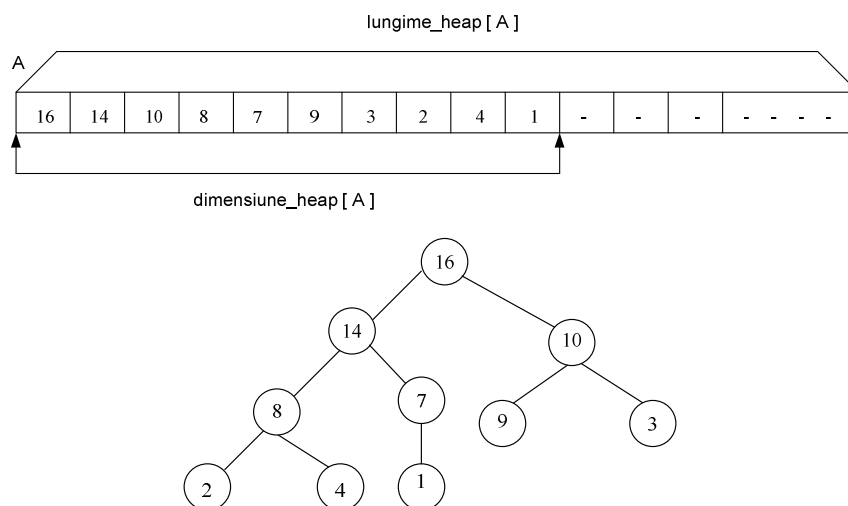 lungime_heap [ A ]
A
16 14 10 8 7 9 3 2 4 1 - - - - - - -
dimensiune_heap [ A ]
16
14 10
8 7 9 3
2 4 1